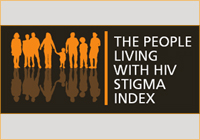 THE PEOPLE
LIVING
WITH HIV
STIGMA
INDEX